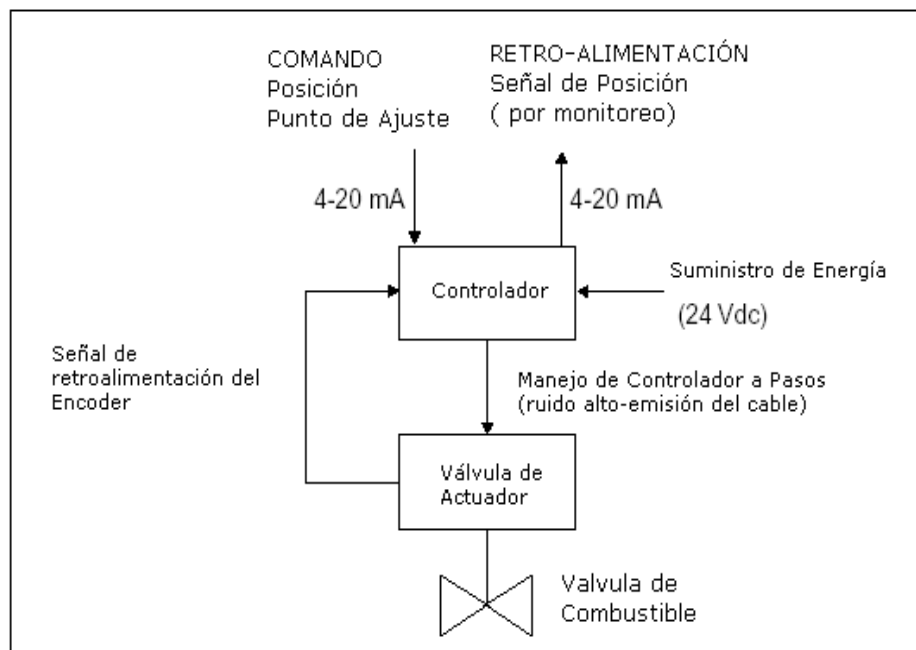 COMANDO
Posición
Punto de Ajuste
RETRO-ALIMENTACIÓN
Señal de Posición
( por monitoreo)
4-20 mA
4-20 mA
Controlador
Suministro de Energía
(24 Vdc)
Señal de
retroalimentación del
Encoder
Manejo de Controlador a Pasos
(ruido alto-emisión del cable)
Válvula de
Actuador
Valvula de
Combustible